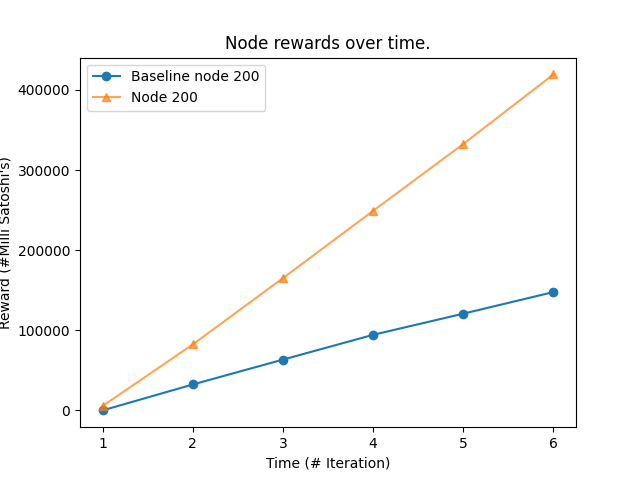 Node rewards over time.
Baseline node 200
Node 200
400000
300000
200000
100000
0
Reward (#Milli Satoshi's)
1 2 3 4 5 6
Time (# Iteration)